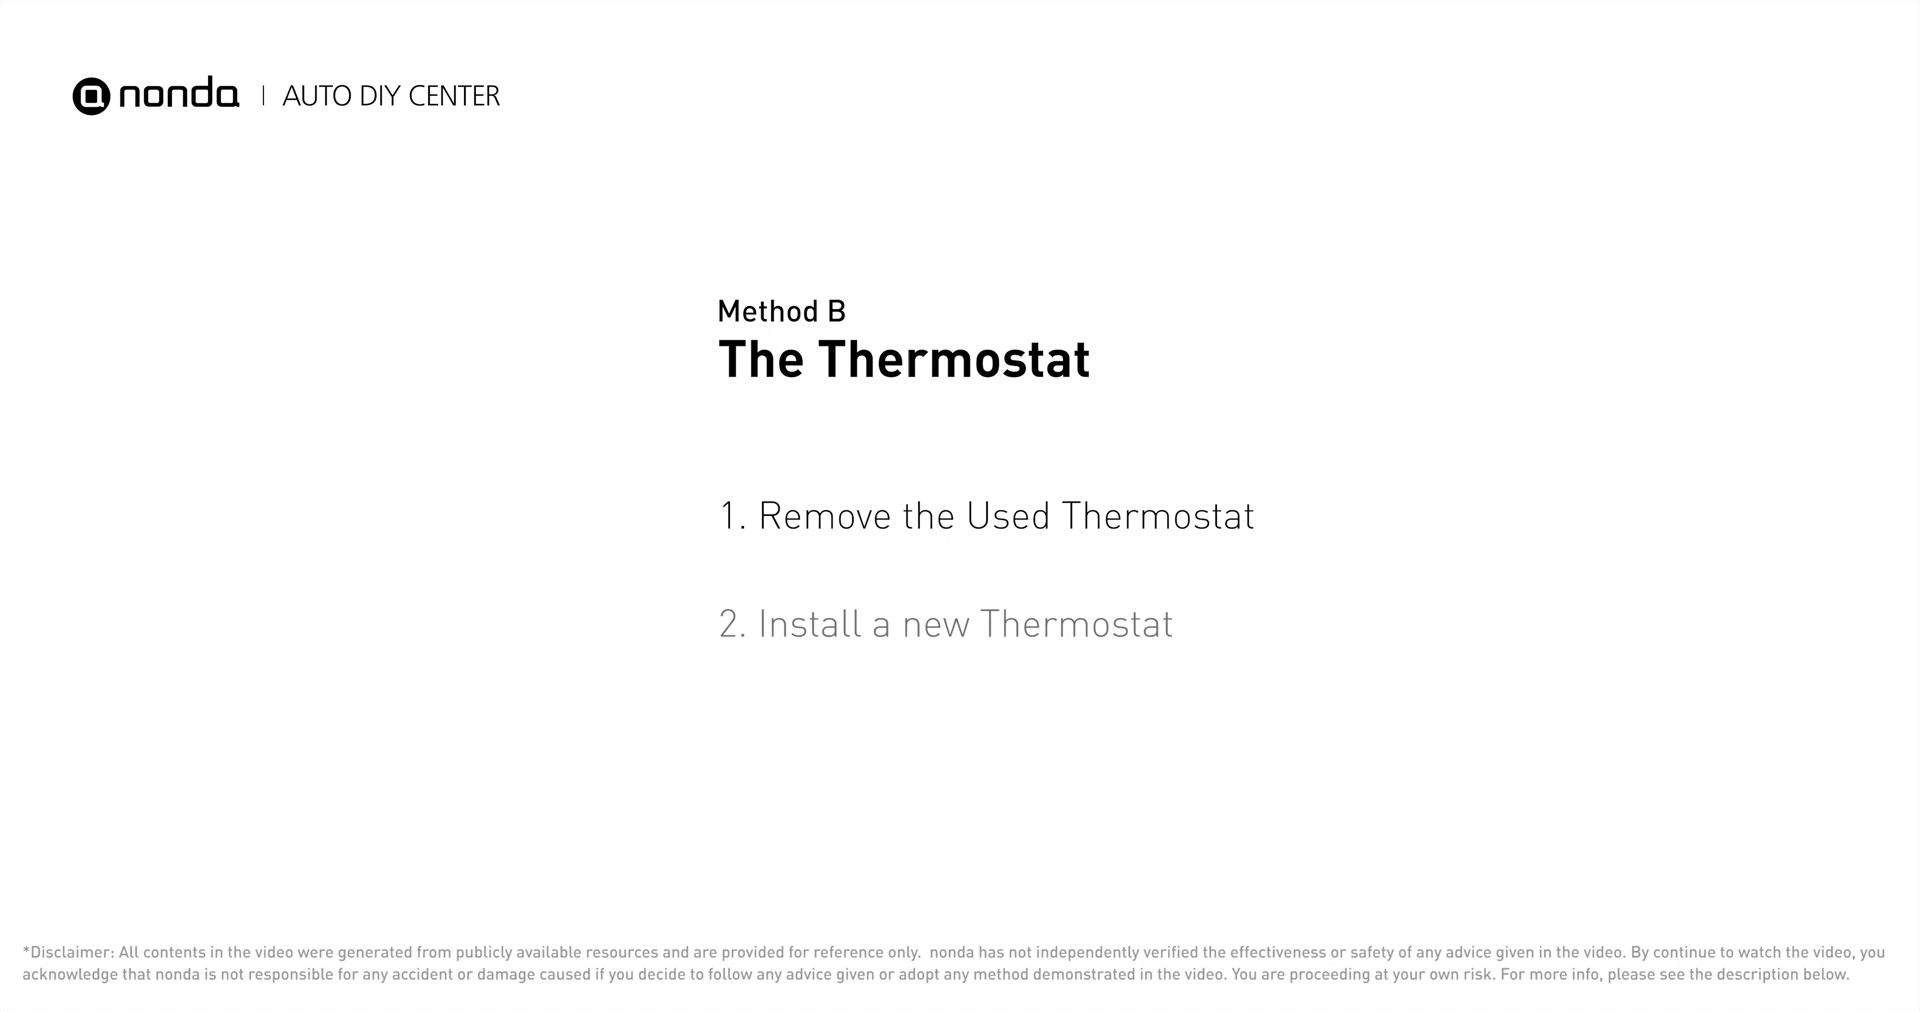 nonda | AUTO DIY CENTER
Method B
The Thermostat
1. Remove the Used Thermostat
2. Install a new Thermostat
*Disclaimer: All contents in the video were generated from publicly available resources and are provided for reference only.  nonda has not independently verified the effectiveness or safety of any advice given in the video. By continue to watch the video, you
acknowledge that nonda is not responsible for any accident or damage caused if you decide to follow any advice given or adopt any method demonstrated in the video. You are proceeding at your own risk. For more info, please see the description below.